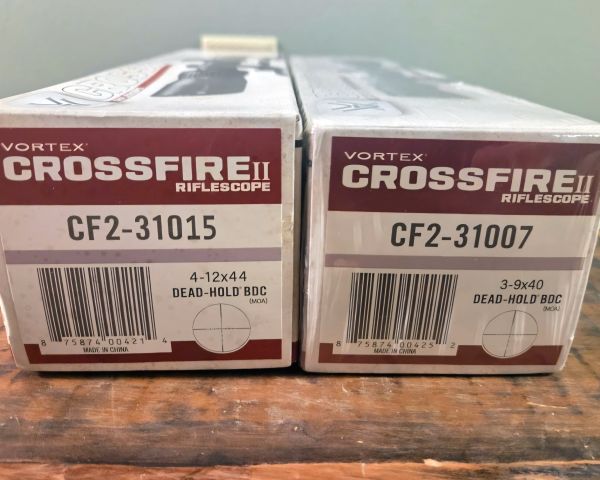 VORTEX
CROSSFIRE II
RIFLESCOPE
CF2-31015
4-12x44
DEAD-HOLD® BDC
(MOA)
8 75874 00421 4
MADE IN CHINA
VORTEX®
CROSSFIRE II
RIFLESCOPE
CF2-31007
3-9x40
DEAD-HOLD® BDC
(MOA)
8 75874 00425 2
MADE IN CHINA